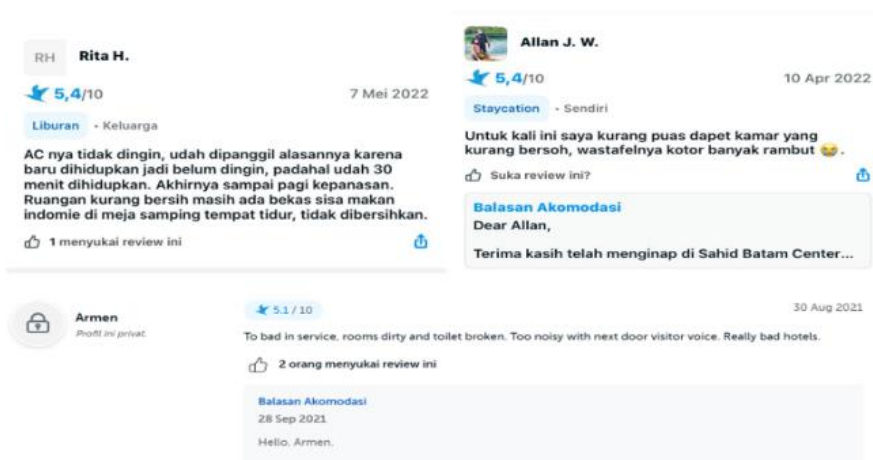 RH
Rita H.
5,4/10
7 Mei 2022
Liburan • Keluarga
AC nya tidak dingin, udah dipanggil alasannya karena
baru dihidupkan jadi belum dingin, padahal udah 30
menit dihidupkan. Akhirnya sampai pagi kepanasan.
Ruangan kurang bersih masih ada bekas sisa makan
indomie di meja samping tempat tidur, tidak dibersihkan.
1 menyukai review ini
Allan J. W.
5,4/10
10 Apr 2022
Staycation • Sendiri
Untuk kali ini saya kurang puas dapet kamar yang
kurang bersoh, wastafelnya kotor banyak rambut 😂.
Suka review ini?
Balasan Akomodasi
Dear Allan,
Terima kasih telah menginap di Sahid Batam Center...
Armen
Profil ini privat.
5.1 / 10
30 Aug 2021
To bad in service, rooms dirty and toilet broken. Too noisy with next door visitor voice. Really bad hotels.
2 orang menyukai review ini
Balasan Akomodasi
28 Sep 2021
Hello, Armen,